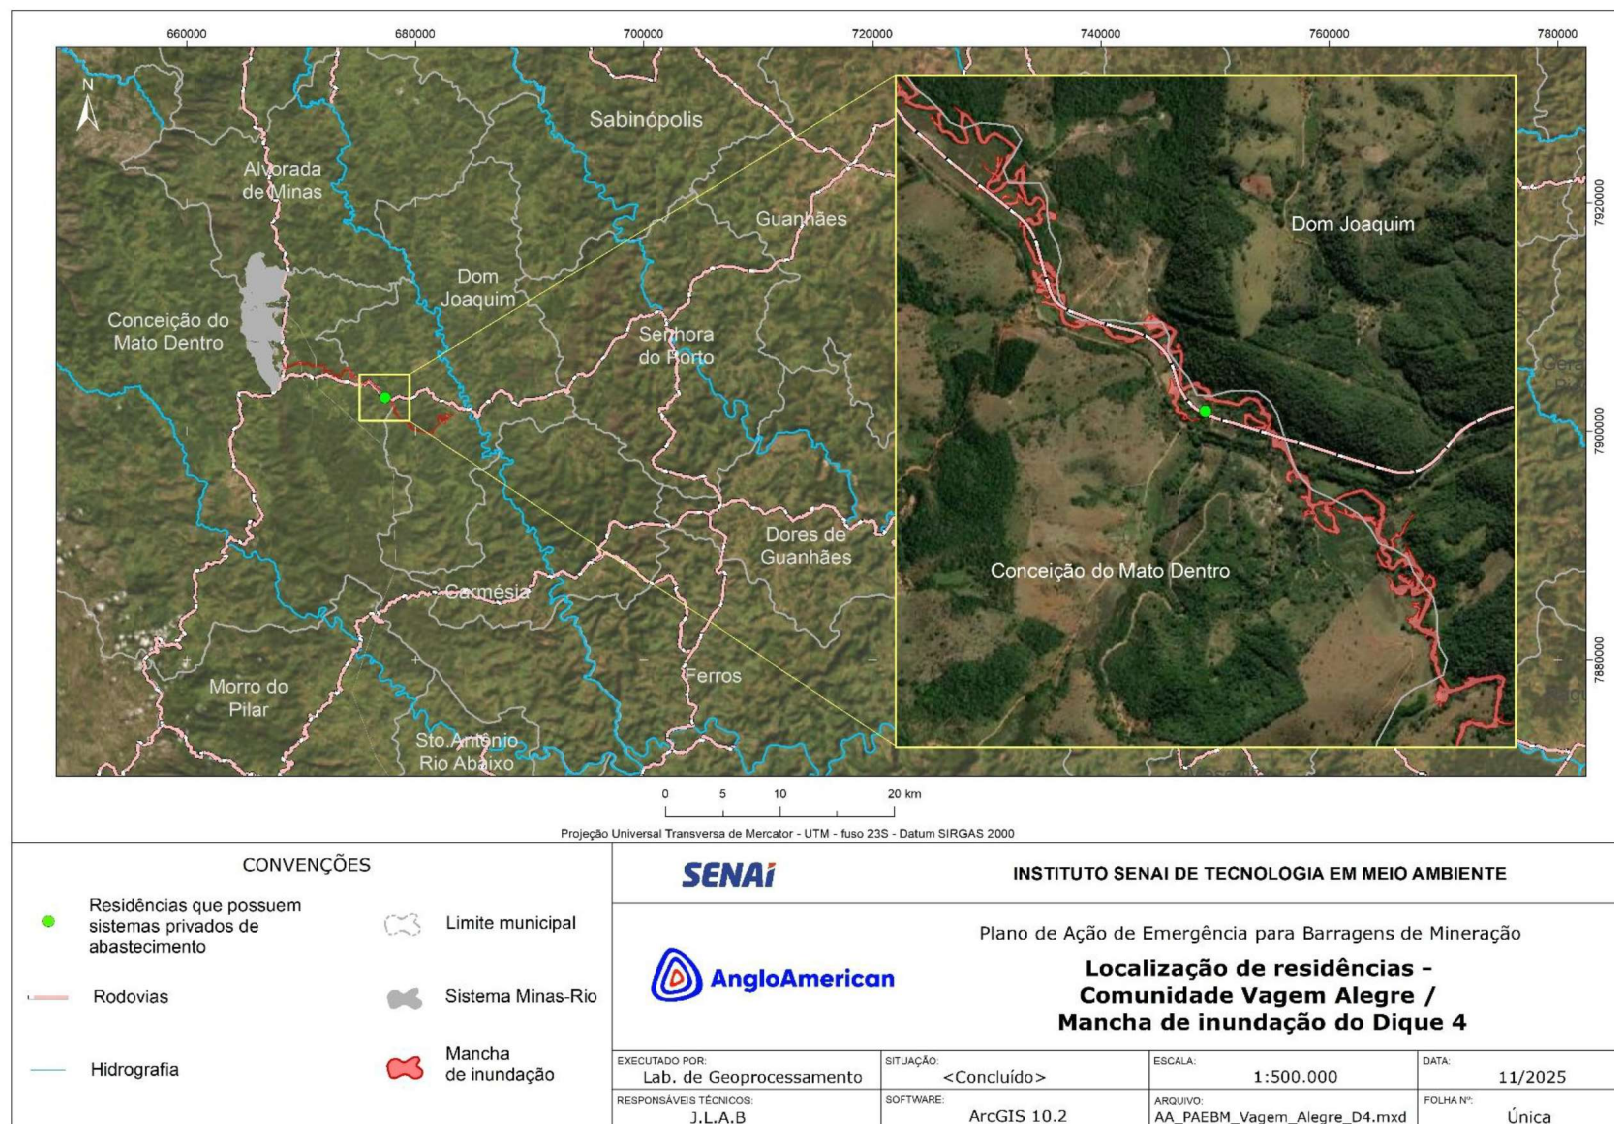 660000 680000 700000 720000 740000 760000 780000
N
Sabinópolis
Alvorada
de Minas
Guanhães
Dom Joaquim
7920000
Dom
Joaquim
Conceição do
Mato Dentro
Senhora
do Porto
7900000
Dores de
Guanhães
Conceição do Mato Dentro
Carmésia
7880000
Morro do
Pilar
Ferros
Sto.Antônio
Rio Abaixo
0 5 10 20 km
Projeção Universal Transversa de Mercator - UTM - fuso 23S - Datum SIRGAS 2000
CONVENÇÕES
Residências que possuem
sistemas privados de
abastecimento
Limite municipal
Rodovias
Sistema Minas-Rio
Hidrografia
Mancha
de inundação
SENAI
INSTITUTO SENAI DE TECNOLOGIA EM MEIO AMBIENTE
AngloAmerican
Plano de Ação de Emergência para Barragens de Mineração
Localização de residências -
Comunidade Vagem Alegre /
Mancha de inundação do Dique 4
EXECUTADO POR:
Lab. de Geoprocessamento
SITUAÇÃO:
<Concluído>
ESCALA:
1:500.000
DATA:
11/2025
RESPONSÁVEIS TÉCNICOS:
J.L.A.B
SOFTWARE:
ArcGIS 10.2
ARQUIVO:
AA_PAEBM_Vagem_Alegre_D4.mxd
FOLHA Nº:
Única